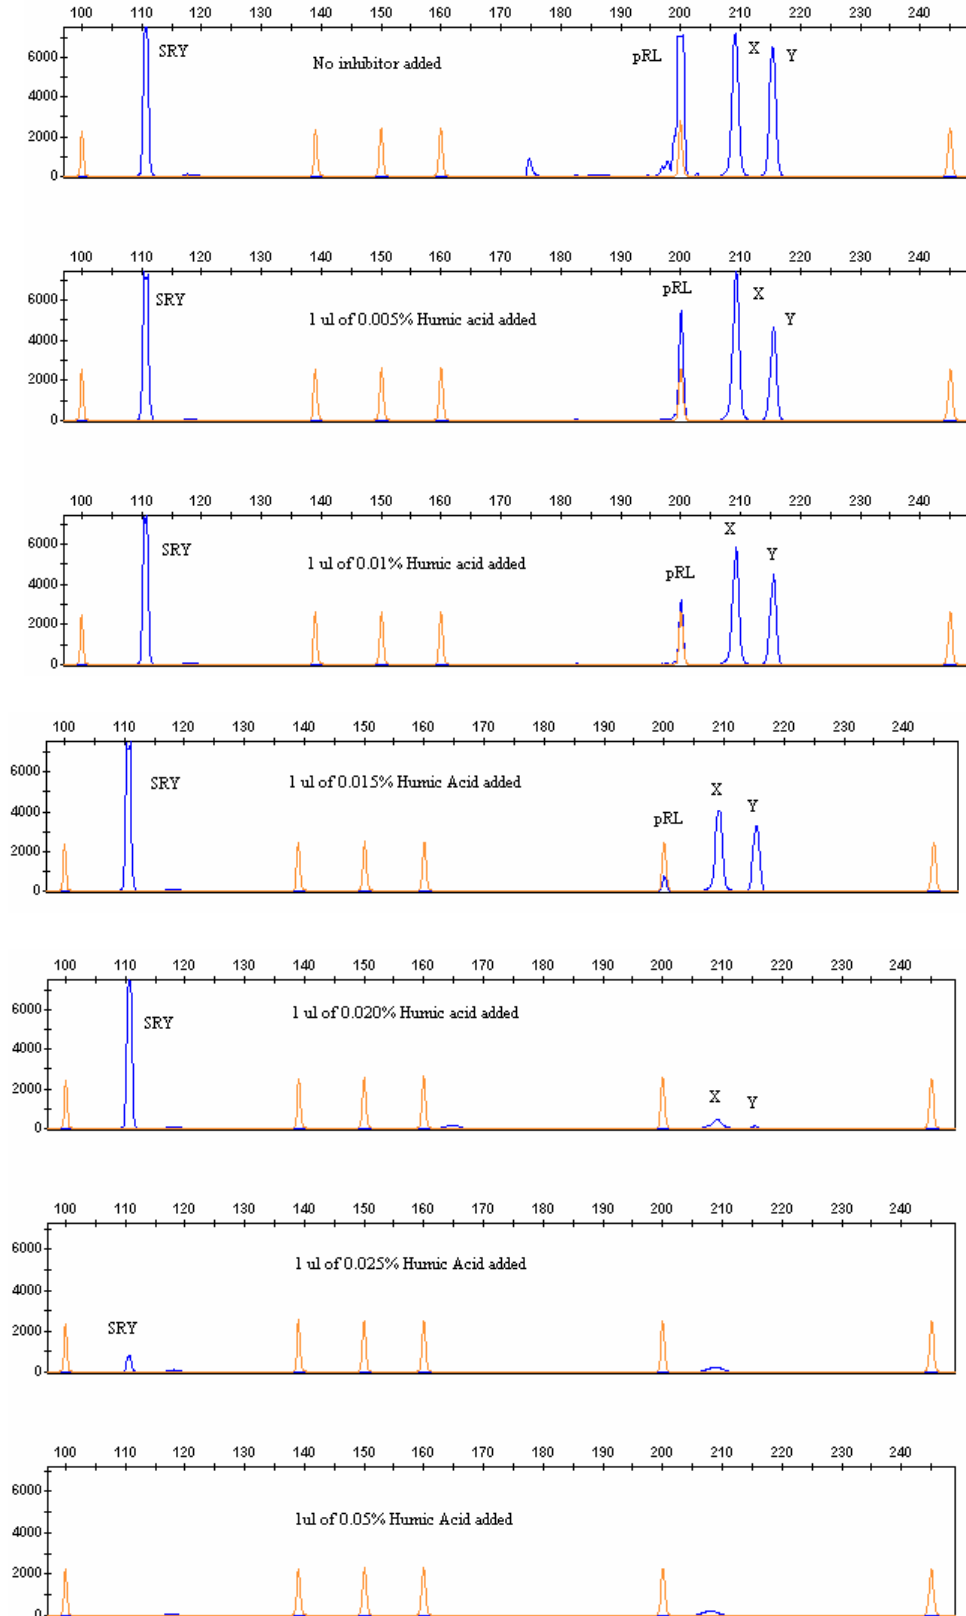 100 110 120 130 140 150 160 170 180 190 200 210 220 230 240
SRY No inhibitor added pRL X Y
6000
4000
2000
0
100 110 120 130 140 150 160 170 180 190 200 210 220 230 240
SRY 1 ul of 0.005% Humic acid added pRL X Y
6000
4000
2000
0
100 110 120 130 140 150 160 170 180 190 200 210 220 230 240
SRY 1 ul of 0.01% Humic acid added pRL X Y
6000
4000
2000
0
100 110 120 130 140 150 160 170 180 190 200 210 220 230 240
SRY 1 ul of 0.015% Humic Acid added pRL X Y
6000
4000
2000
0
100 110 120 130 140 150 160 170 180 190 200 210 220 230 240
SRY 1 ul of 0.020% Humic acid added X Y
6000
4000
2000
0
100 110 120 130 140 150 160 170 180 190 200 210 220 230 240
1 ul of 0.025% Humic Acid added
SRY
6000
4000
2000
0
100 110 120 130 140 150 160 170 180 190 200 210 220 230 240
1ul of 0.05% Humic Acid added
6000
4000
2000
0